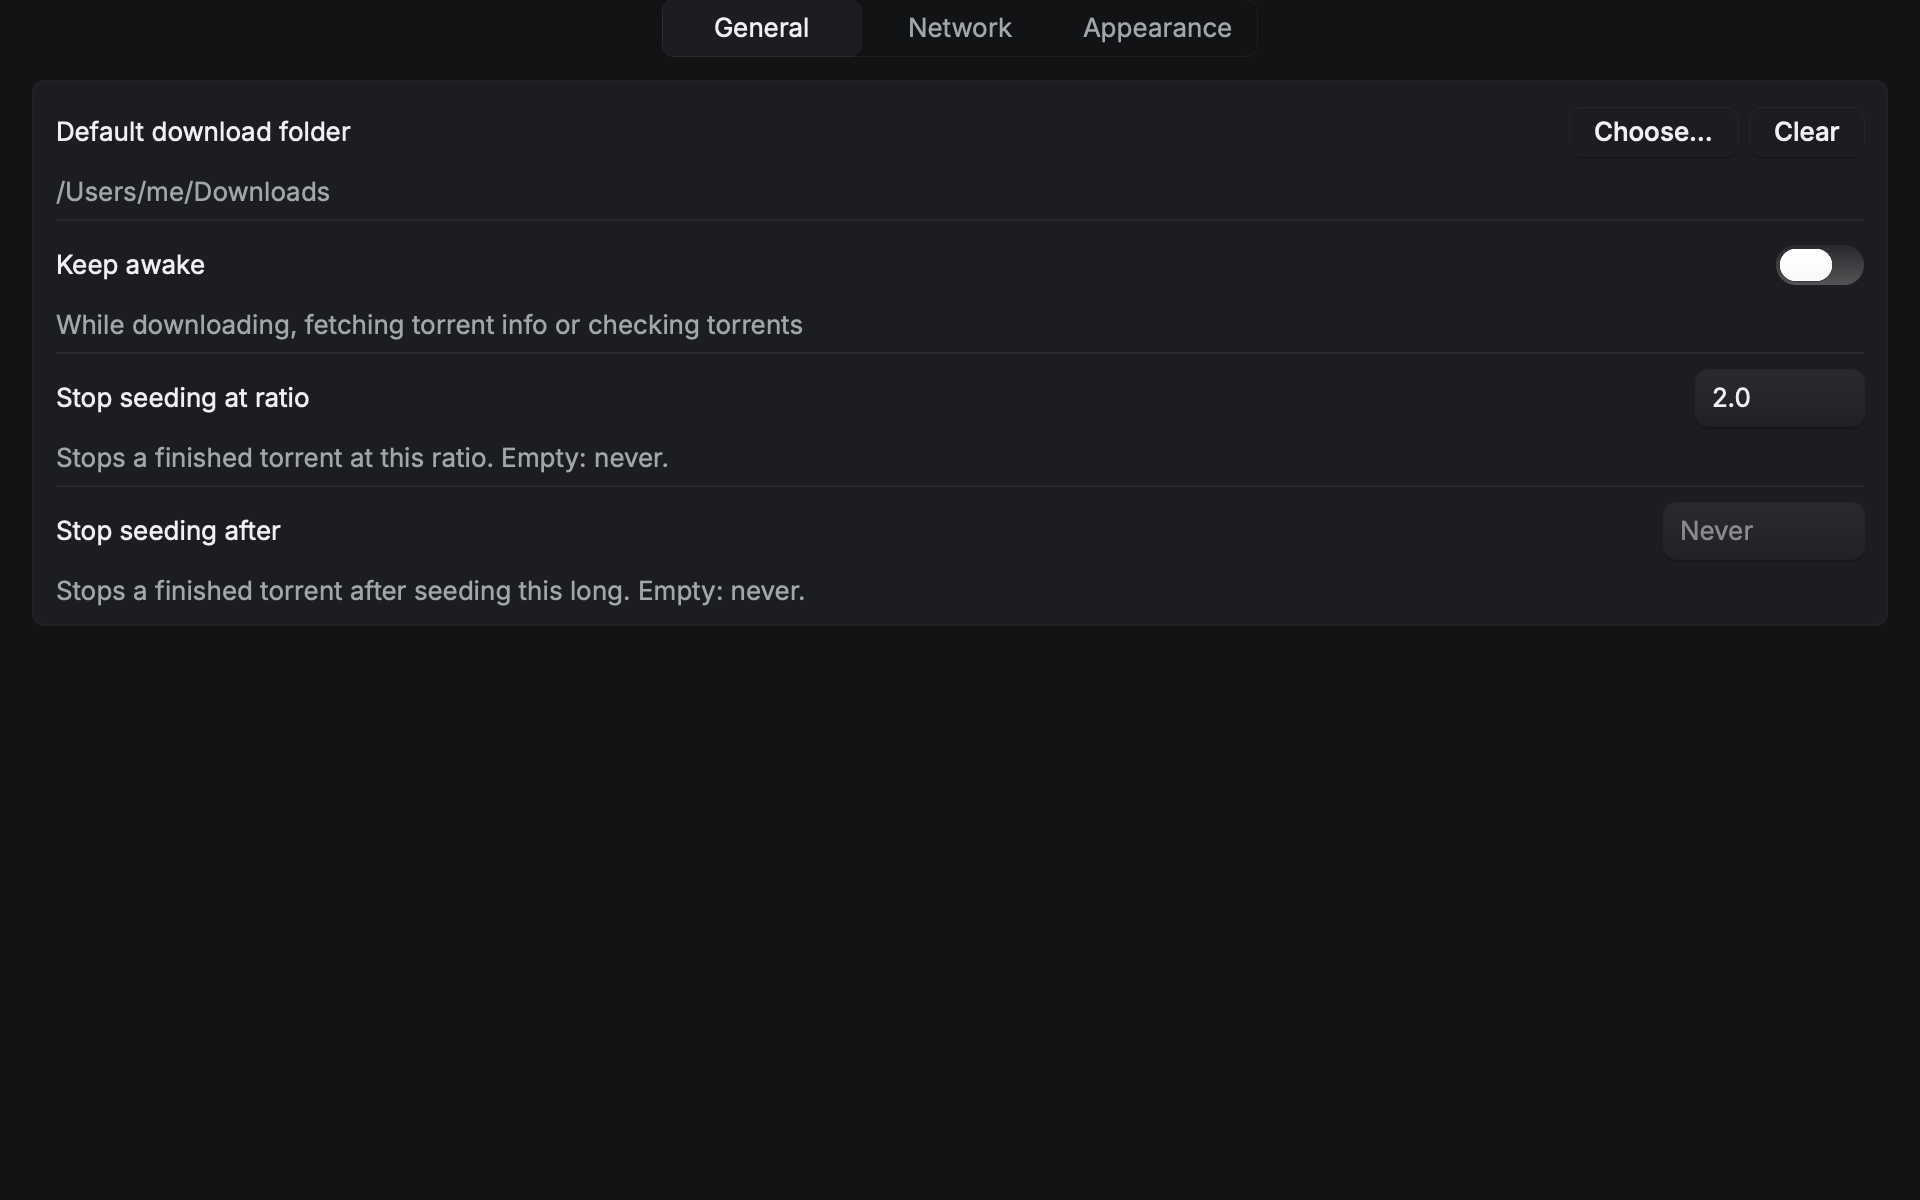 General Network Appearance
Default download folder Choose... Clear
/Users/me/Downloads
Keep awake
While downloading, fetching torrent info or checking torrents
Stop seeding at ratio 2.0
Stops a finished torrent at this ratio. Empty: never.
Stop seeding after Never
Stops a finished torrent after seeding this long. Empty: never.